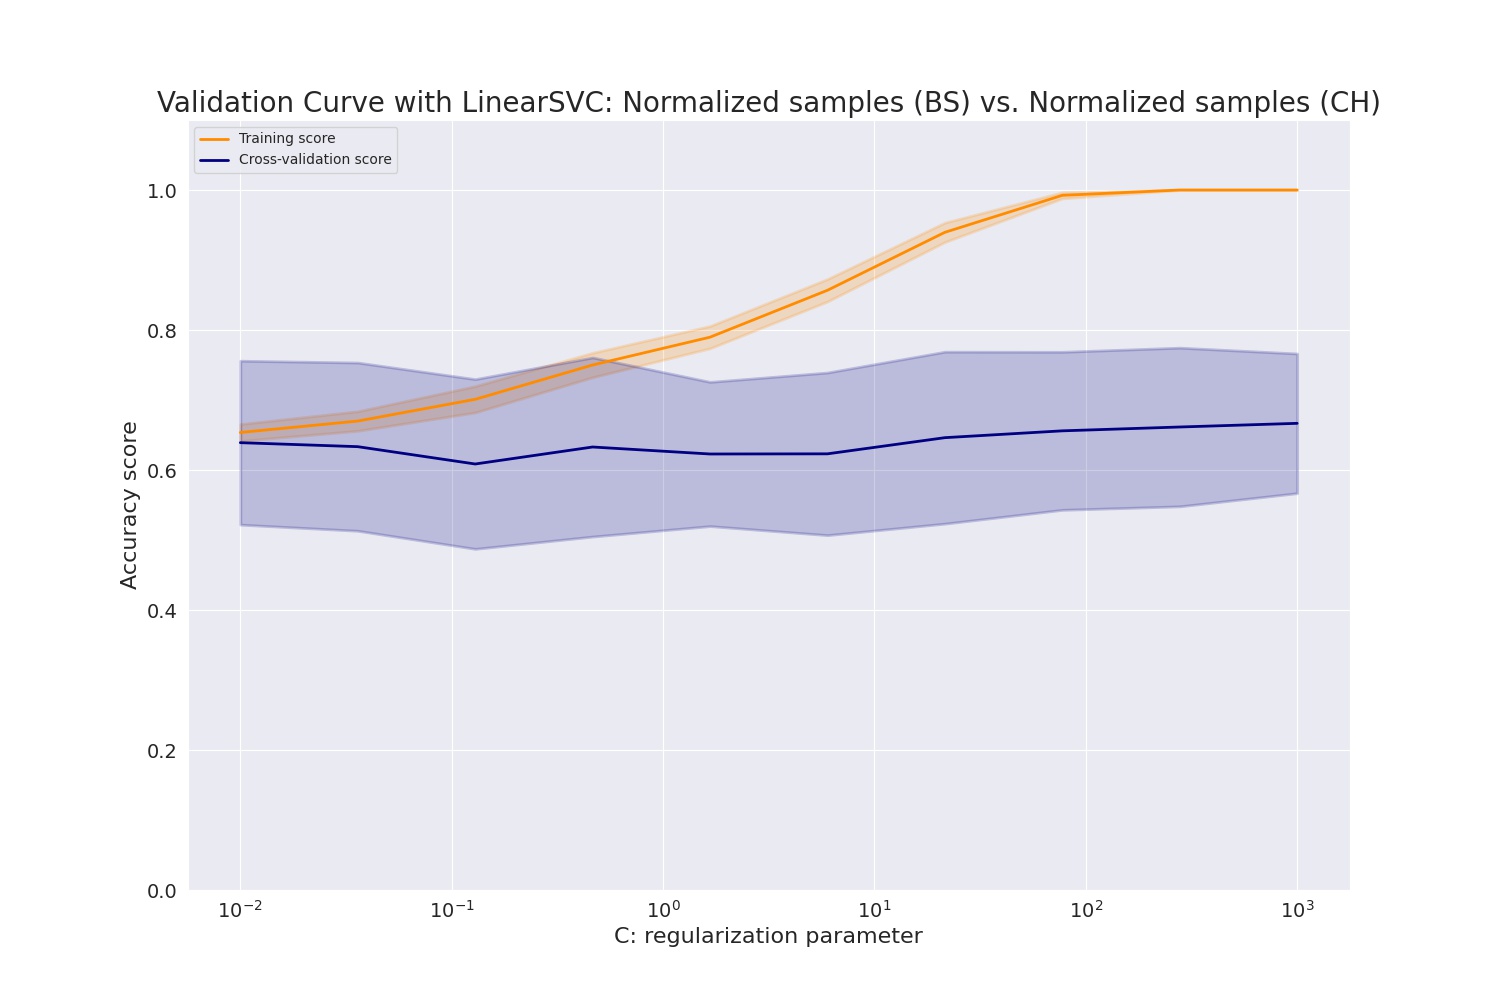 Validation Curve with LinearSVC: Normalized samples (BS) vs. Normalized samples (CH)
Training score
Cross-validation score
1.0
0.8
0.6
0.4
0.2
0.0
Accuracy score
10⁻² 10⁻¹ 10⁰ 10¹ 10² 10³
C: regularization parameter